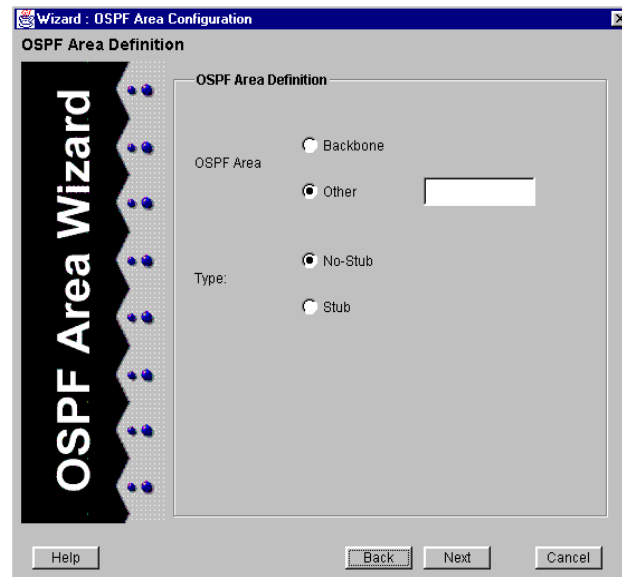 Wizard : OSPF Area Configuration
OSPF Area Definition
OSPF Area Wizard
OSPF Area Definition
OSPF Area
Backbone
Other
Type:
No-Stub
Stub
Help
Back
Next
Cancel